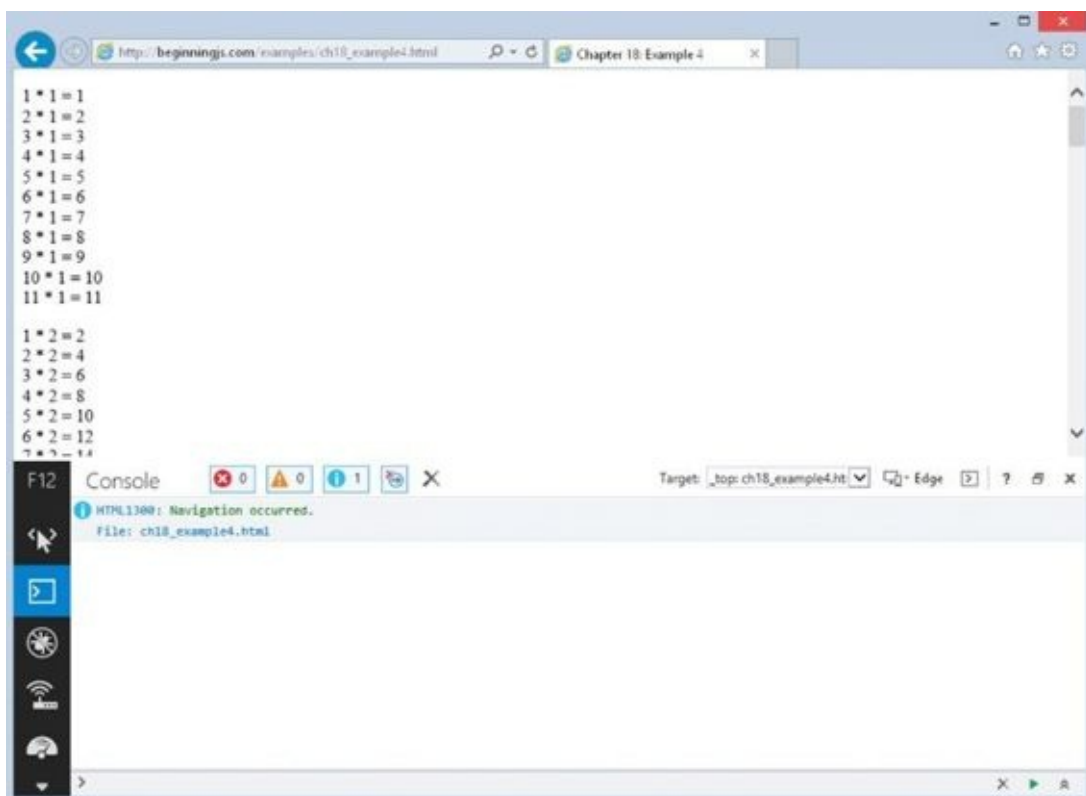 http://beginningjs.com/examples/ch18_example4.html
Chapter 18: Example 4
1 * 1 = 1
2 * 1 = 2
3 * 1 = 3
4 * 1 = 4
5 * 1 = 5
6 * 1 = 6
7 * 1 = 7
8 * 1 = 8
9 * 1 = 9
10 * 1 = 10
11 * 1 = 11
1 * 2 = 2
2 * 2 = 4
3 * 2 = 6
4 * 2 = 8
5 * 2 = 10
6 * 2 = 12
7 * 2 = 14
F12 Console 0 0 1 Target: _top: ch18_example4.ht Edge ?
HTML1300: Navigation occurred.
File: ch18_example4.html